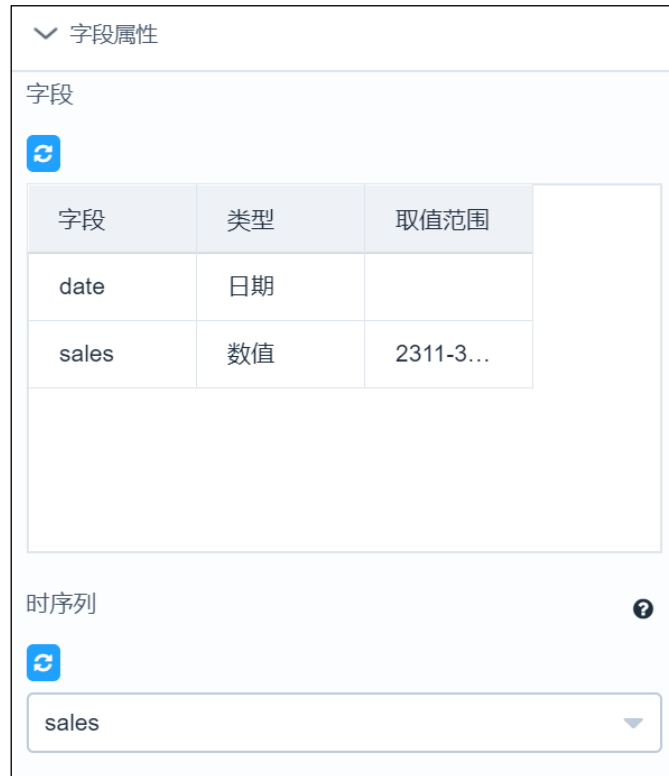 字段属性
字段
字段 类型 取值范围
date 日期
sales 数值 2311-3...
时序列
sales